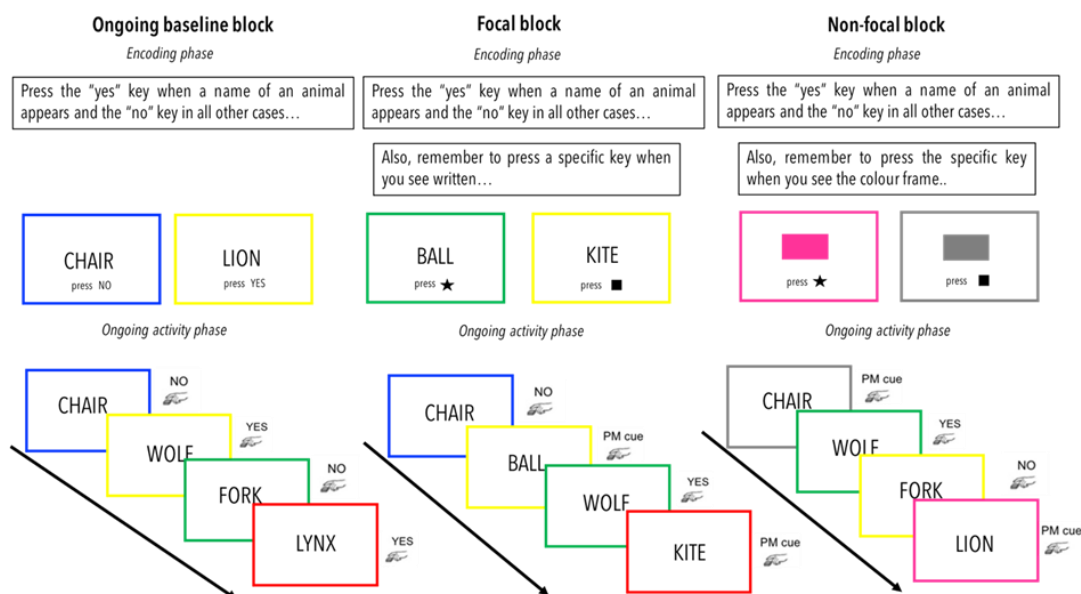 Ongoing baseline block
Encoding phase
Press the "yes" key when a name of an animal
appears and the "no" key in all other cases…
CHAIR
press NO
LION
press YES
Ongoing activity phase
CHAIR
NO
WOLF
YES
FORK
NO
LYNX
YES
Focal block
Encoding phase
Press the "yes" key when a name of an animal
appears and the "no" key in all other cases…
Also, remember to press a specific key when
you see written…
BALL
press ★
KITE
press ■
Ongoing activity phase
CHAIR
NO
BALL
PM cue
WOLF
YES
KITE
PM cue
Non-focal block
Encoding phase
Press the "yes" key when a name of an animal
appears and the "no" key in all other cases…
Also, remember to press the specific key
when you see the colour frame..
press ★
press ■
Ongoing activity phase
CHAIR
PM cue
WOLF
YES
FORK
NO
LION
PM cue